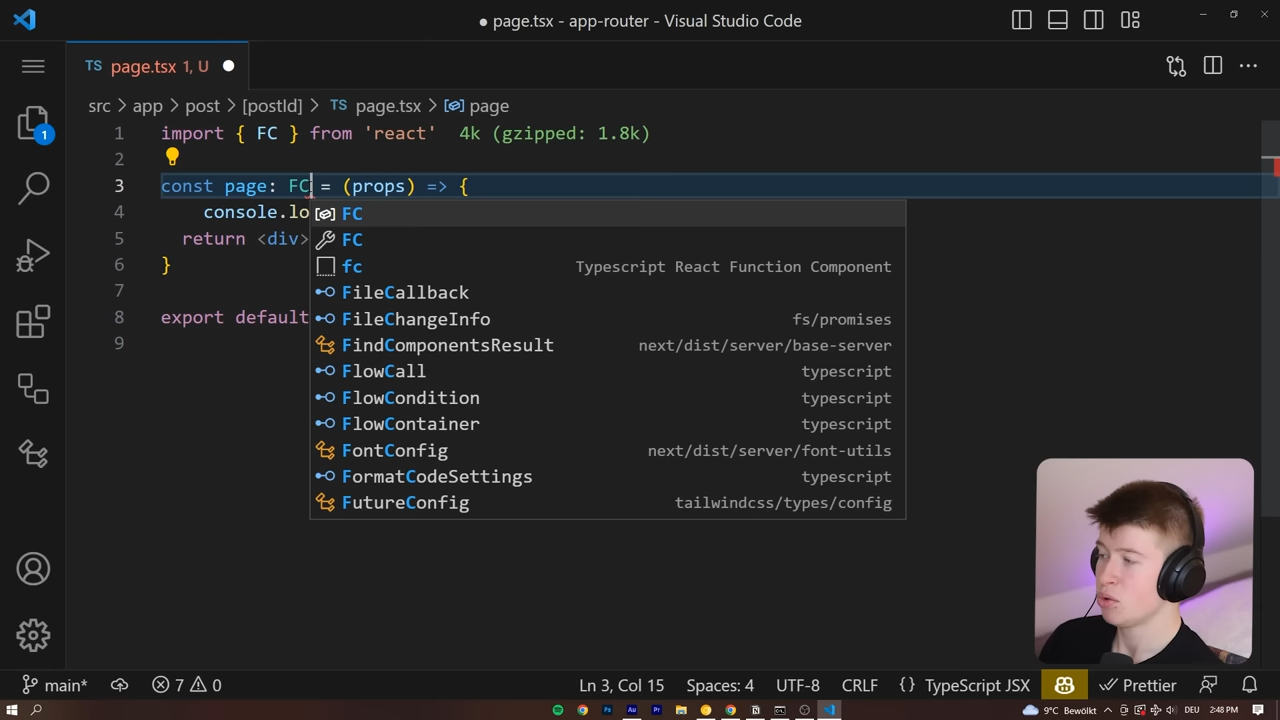 ● page.tsx - app-router - Visual Studio Code
TS page.tsx 1, U ●
src > app > post > [postId] > TS page.tsx > page
1 import { FC } from 'react' 4k (gzipped: 1.8k)
2
3 const page: FC = (props) => {
4 console.lo
5 return <div>
6 }
7
8 export default
9
FC
FC
fc Typescript React Function Component
FileCallback
FileChangeInfo fs/promises
FindComponentsResult next/dist/server/base-server
FlowCall typescript
FlowCondition typescript
FlowContainer typescript
FontConfig next/dist/server/font-utils
FormatCodeSettings typescript
FutureConfig tailwindcss/types/config
1
main* 7 0 Ln 3, Col 15 Spaces: 4 UTF-8 CRLF {} TypeScript JSX Prettier
Ps Au Pr 9°C Bewölkt DEU 2:48 PM